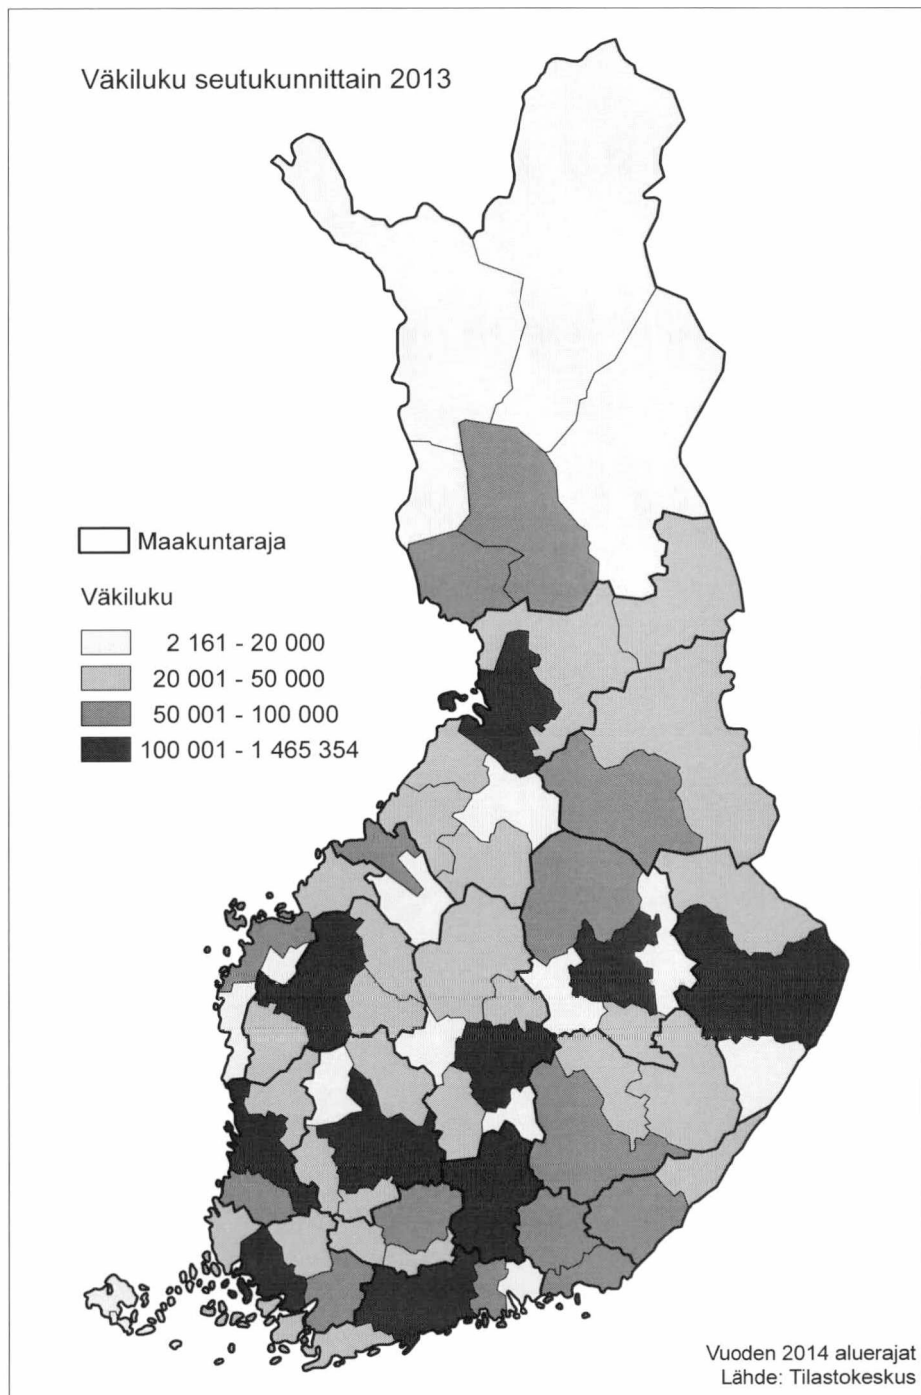 Väkiluku seutukunnittain 2013
Maakuntaraja
Väkiluku
2 161 - 20 000
20 001 - 50 000
50 001 - 100 000
100 001 - 1 465 354
Vuoden 2014 aluerajat
Lähde: Tilastokeskus